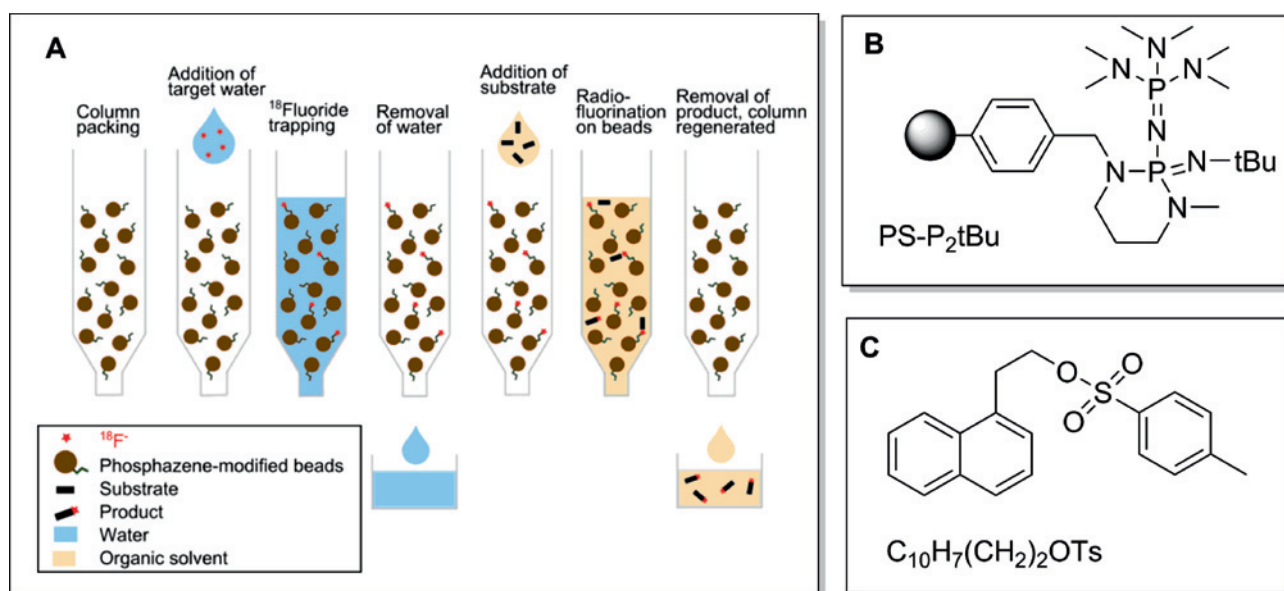 A
Column
packing
Addition of
target water
¹⁸Fluoride
trapping
Removal
of water
Addition of
substrate
Radio-
fluorination
on beads
Removal of
product, column
regenerated
¹⁸F⁻
Phosphazene-modified beads
Substrate
Product
Water
Organic solvent
B
N
N
P
N
N
N
P
N
tBu
N
PS-P₂tBu
C
O
O
S
O
C₁₀H₇(CH₂)₂OTs